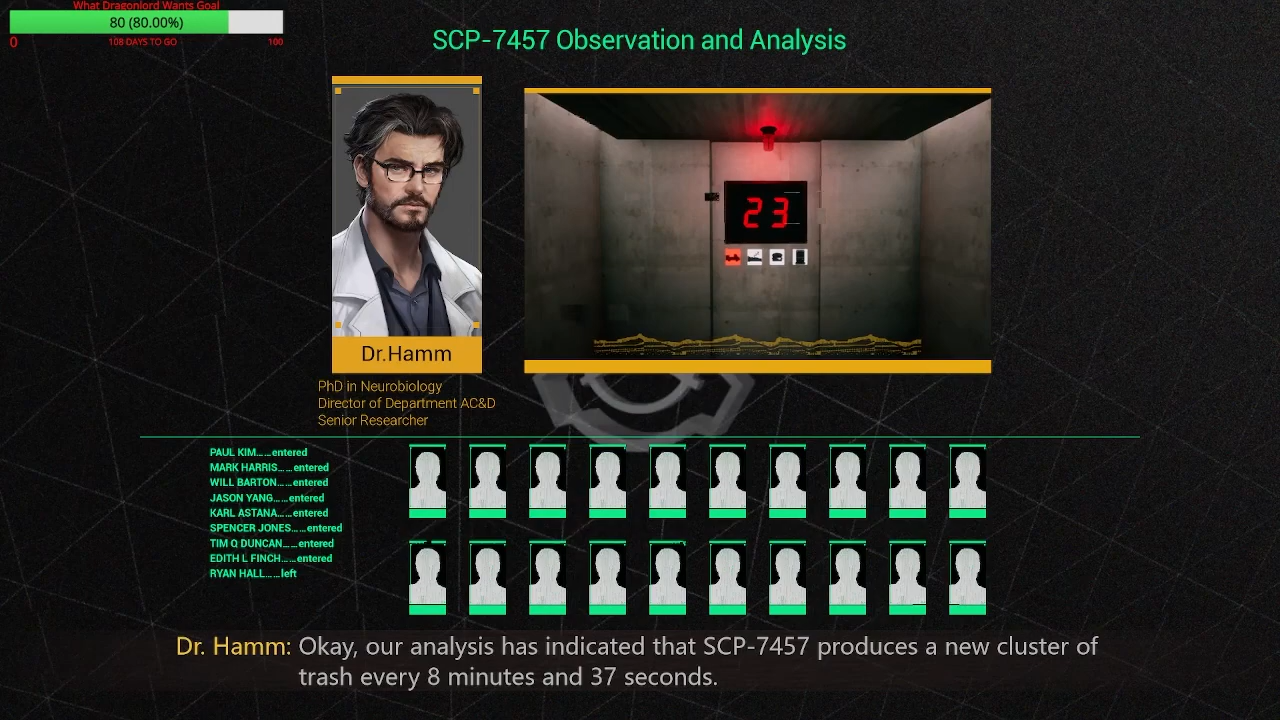 What Dragonlord Wants Goal
80 (80.00%)
0
108 DAYS TO GO
100
SCP-7457 Observation and Analysis
23
Dr.Hamm
PhD in Neurobiology
Director of Department AC&D
Senior Researcher
PAUL KIM......entered
MARK HARRIS......entered
WILL BARTON......entered
JASON YANG......entered
KARL ASTANA......entered
SPENCER JONES......entered
TIM Q DUNCAN......entered
EDITH L FINCH......entered
RYAN HALL......left
Dr. Hamm: Okay, our analysis has indicated that SCP-7457 produces a new cluster of
trash every 8 minutes and 37 seconds.